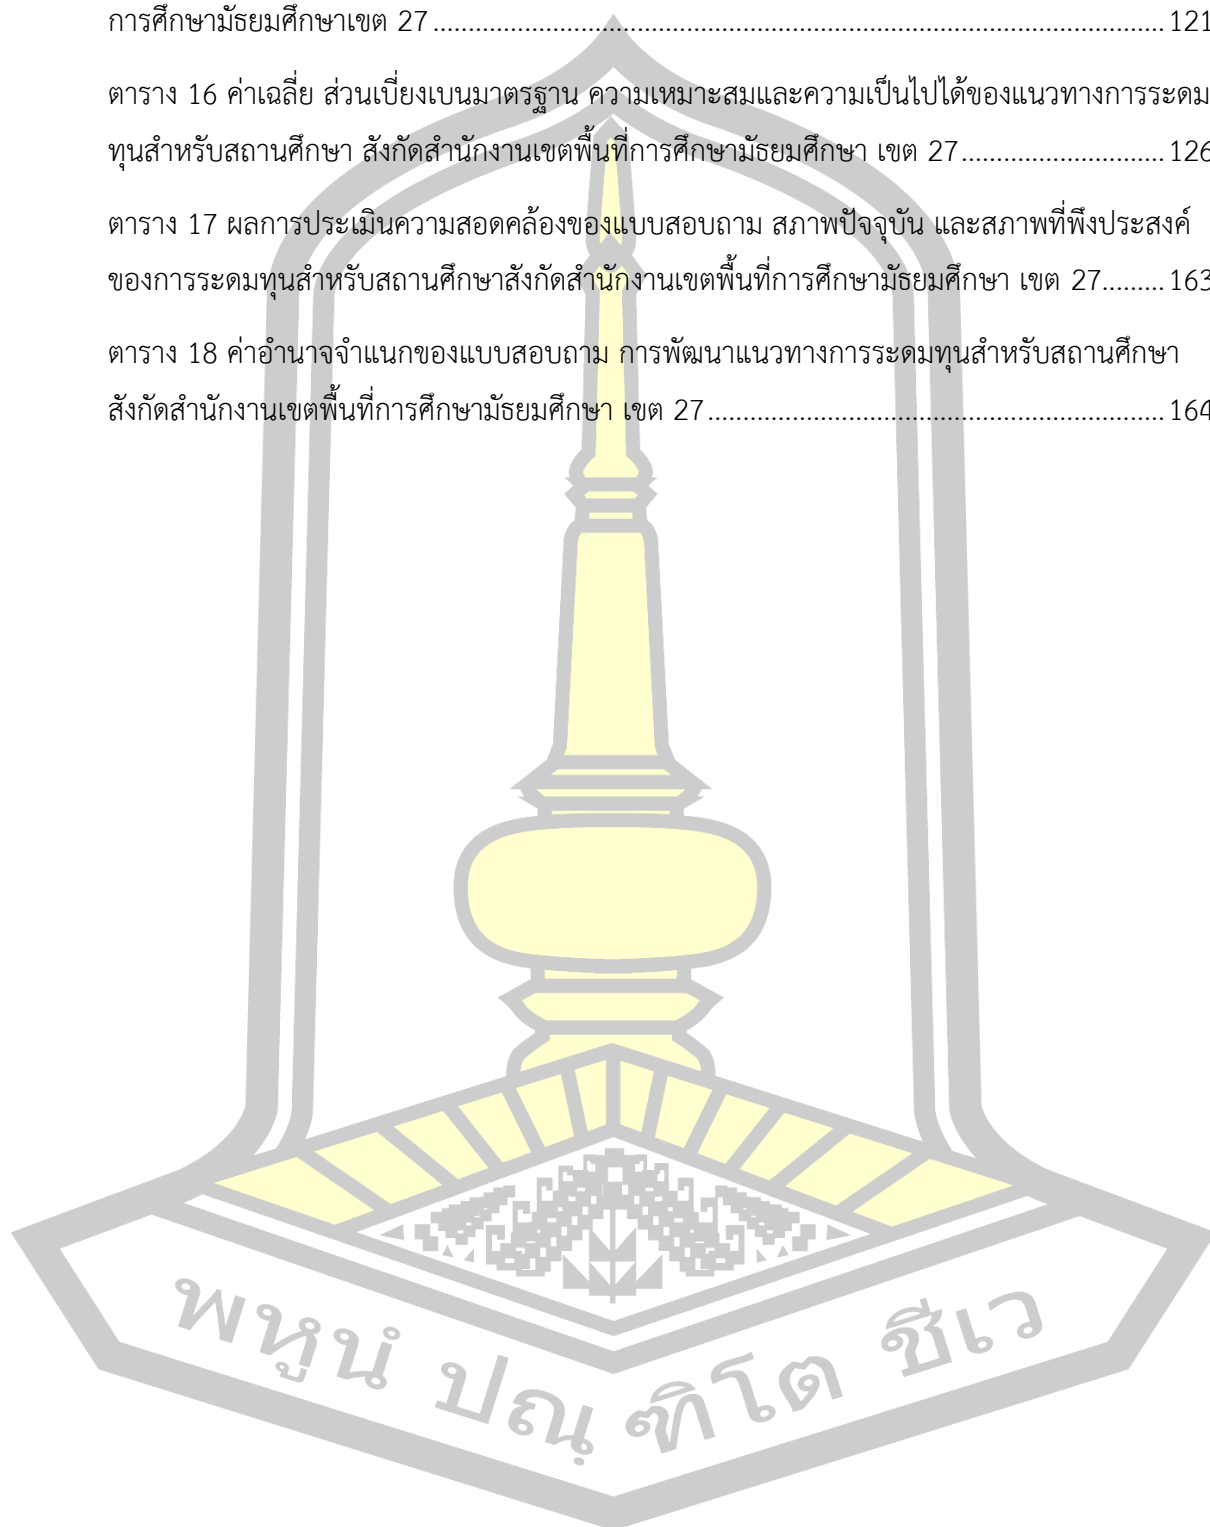 การศึกษามัธยมศึกษาเขต 27 ........................................................................................................ 121
ตาราง 16 ค่าเฉลี่ย ส่วนเบี่ยงเบนมาตรฐาน ความเหมาะสมและความเป็นไปได้ของแนวทางการระดม
ทุนสำหรับสถานศึกษา สังกัดสำนักงานเขตพื้นที่การศึกษามัธยมศึกษา เขต 27 ............................. 126
ตาราง 17 ผลการประเมินความสอดคล้องของแบบสอบถาม สภาพปัจจุบัน และสภาพที่พึงประสงค์
ของการระดมทุนสำหรับสถานศึกษาสังกัดสำนักงานเขตพื้นที่การศึกษามัธยมศึกษา เขต 27 ......... 163
ตาราง 18 ค่าอำนาจจำแนกของแบบสอบถาม การพัฒนาแนวทางการระดมทุนสำหรับสถานศึกษา
สังกัดสำนักงานเขตพื้นที่การศึกษามัธยมศึกษา เขต 27 ................................................................. 164
พหูนํ ปณฺฑิโต ชีเว